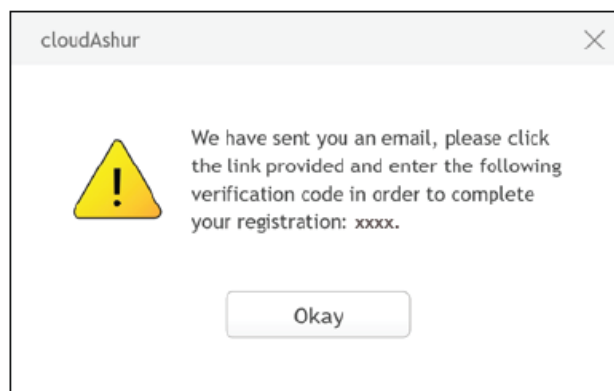 cloudAshur
We have sent you an email, please click
the link provided and enter the following
verification code in order to complete
your registration: xxxx.
Okay